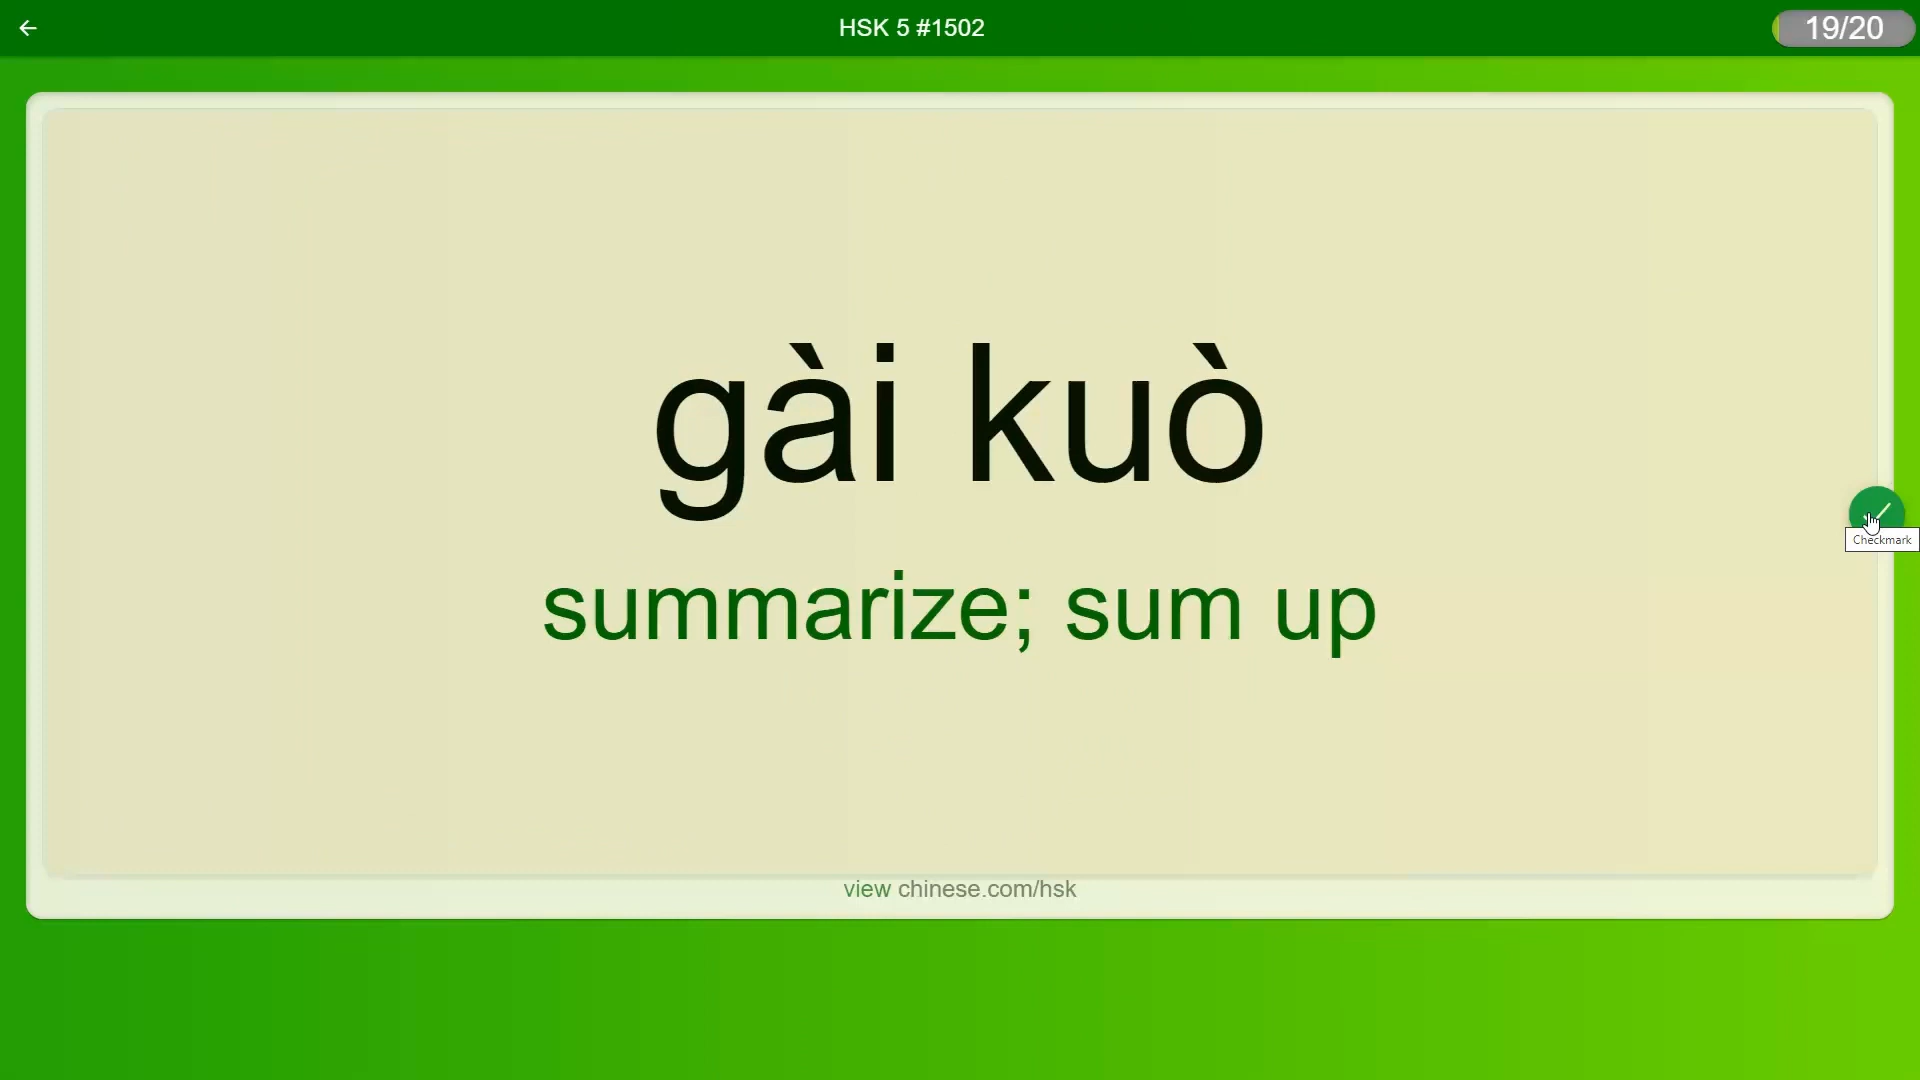 HSK 5 #1502
19/20
gài kuò
summarize; sum up
Checkmark
view chinese.com/hsk